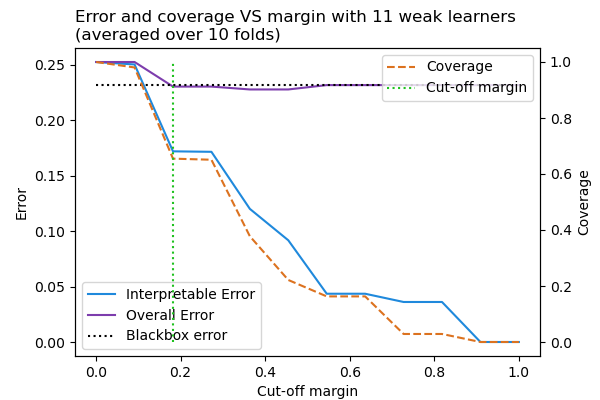 Error and coverage VS margin with 11 weak learners
(averaged over 10 folds)
0.25
0.20
0.15
0.10
0.05
0.00
Error
Coverage
Cut-off margin
1.0
0.8
0.6
0.4
0.2
0.0
Coverage
Interpretable Error
Overall Error
Blackbox error
0.0
0.2
0.4
0.6
0.8
1.0
Cut-off margin